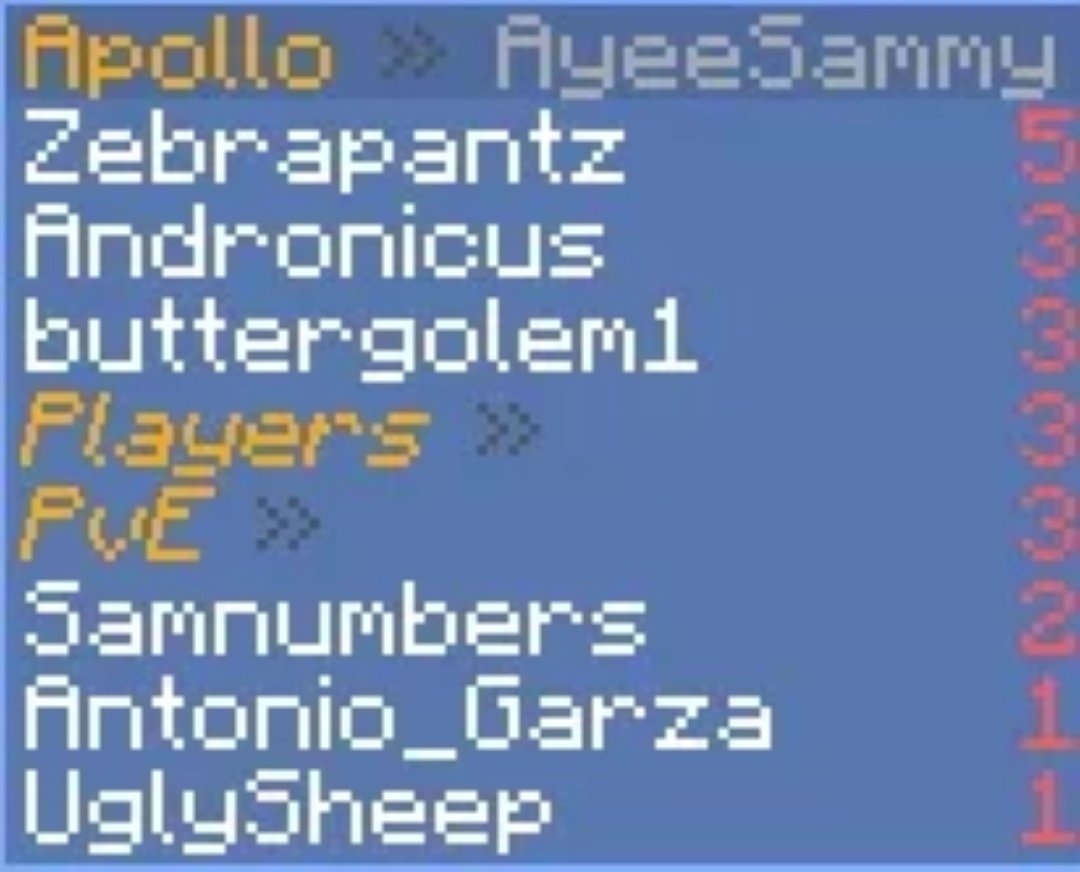 Apollo » AyeeSammy
Zebrapantz 5
Andronicus 3
buttergolem1 3
Players » 3
PvE » 3
Samnumbers 2
Antonio_Garza 1
UglySheep 1